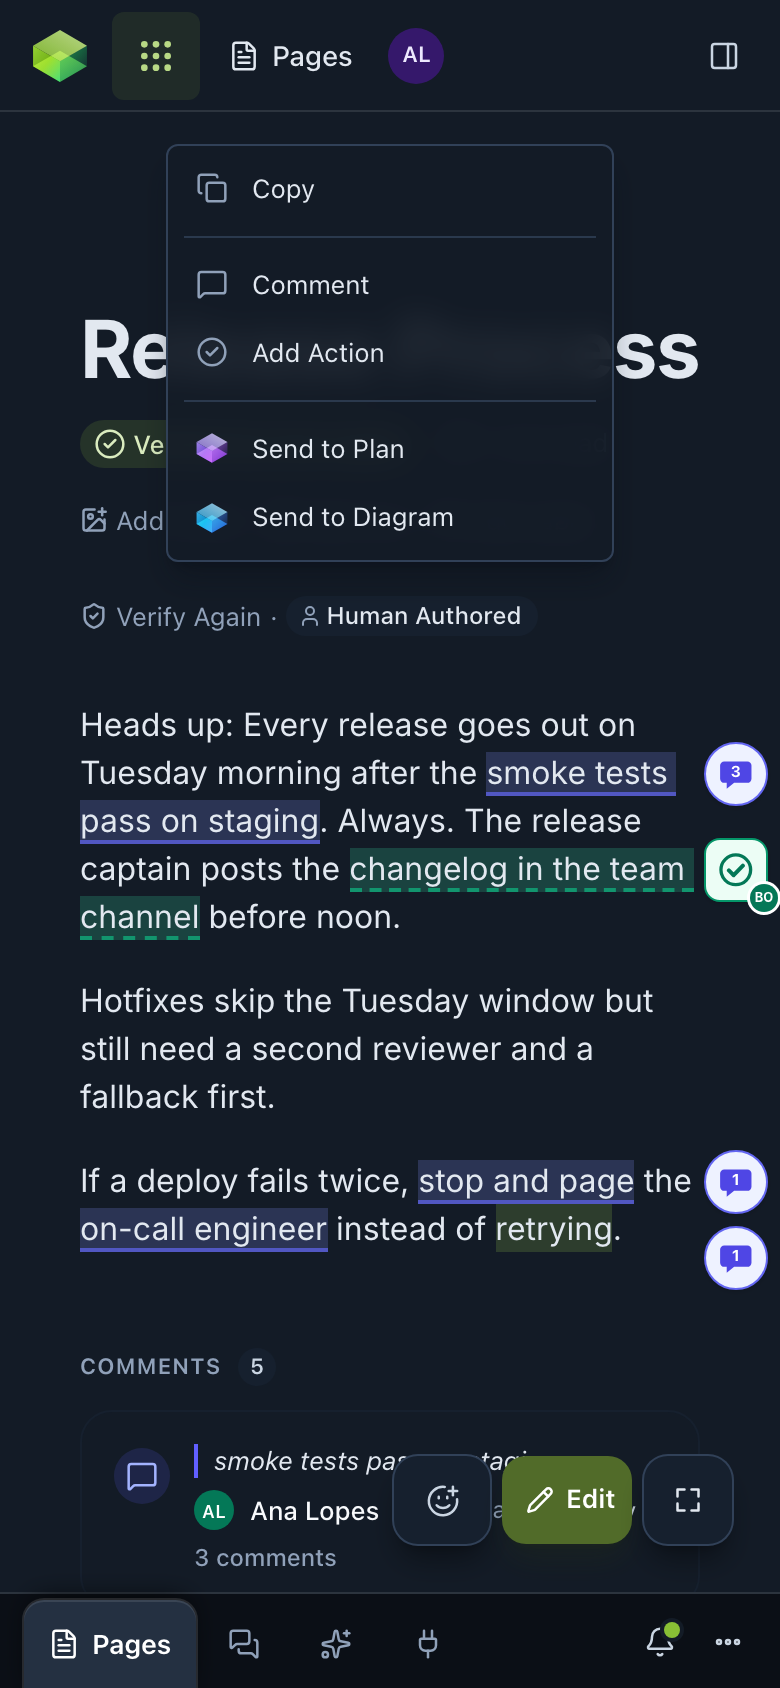 Pages
AL
Copy
Comment
Re ss
Add Action
Ve
Send to Plan
Add
Send to Diagram
Verify Again · Human Authored
Heads up: Every release goes out on
Tuesday morning after the smoke tests
3
pass on staging. Always. The release
captain posts the changelog in the team
BO
channel before noon.
Hotfixes skip the Tuesday window but
still need a second reviewer and a
fallback first.
If a deploy fails twice, stop and page the
1
on-call engineer instead of retrying.
1
COMMENTS 5
smoke tests pas
AL Ana Lopes
Edit
3 comments
Pages